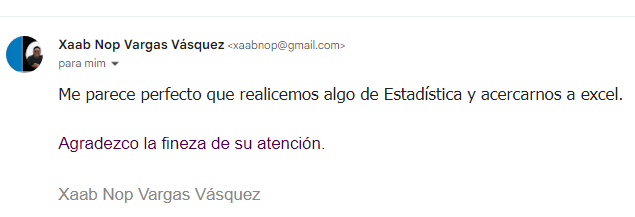 Xaab Nop Vargas Vásquez <xaabnop@gmail.com>
para mim
Me parece perfecto que realicemos algo de Estadística y acercarnos a excel.
Agradezco la fineza de su atención.
Xaab Nop Vargas Vásquez